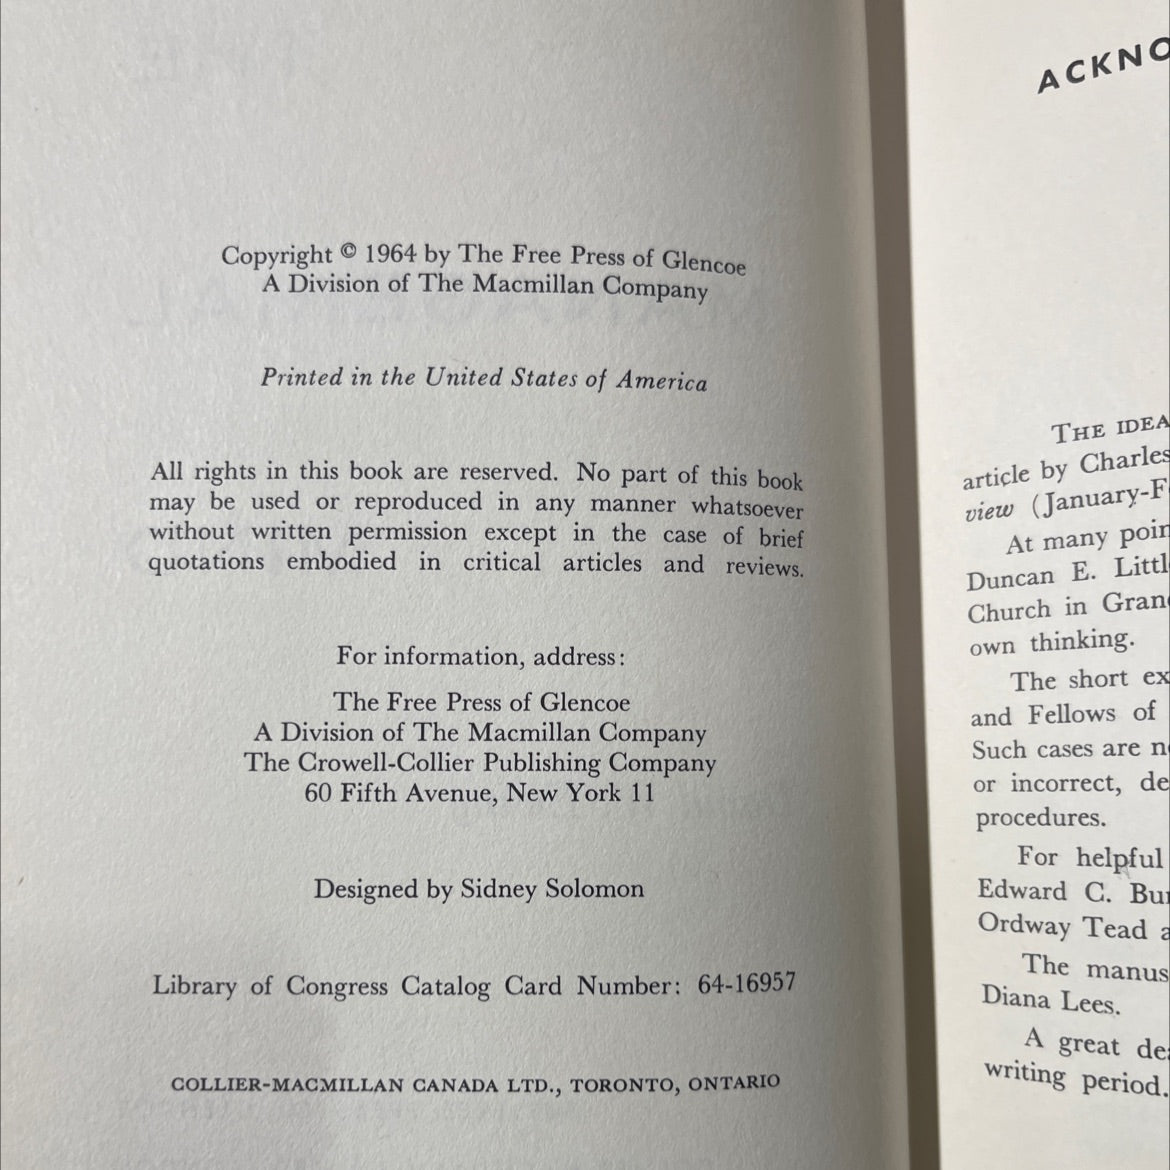 Copyright © 1964 by The Free Press of Glencoe
A Division of The Macmillan Company
Printed in the United States of America
All rights in this book are reserved. No part of this book
may be used or reproduced in any manner whatsoever
without written permission except in the case of brief
quotations embodied in critical articles and reviews.
For information, address:
The Free Press of Glencoe
A Division of The Macmillan Company
The Crowell-Collier Publishing Company
60 Fifth Avenue, New York 11
Designed by Sidney Solomon
Library of Congress Catalog Card Number: 64-16957
COLLIER-MACMILLAN CANADA LTD., TORONTO, ONTARIO
ACKNO
THE IDEA
article by Charles
view (January-F
At many poin
Duncan E. Littl
Church in Gran
own thinking.
The short ex
and Fellows of
Such cases are n
or incorrect, de
procedures.
For helpful
Edward C. Bu
Ordway Tead a
The manus
Diana Lees.
A great de
writing period.